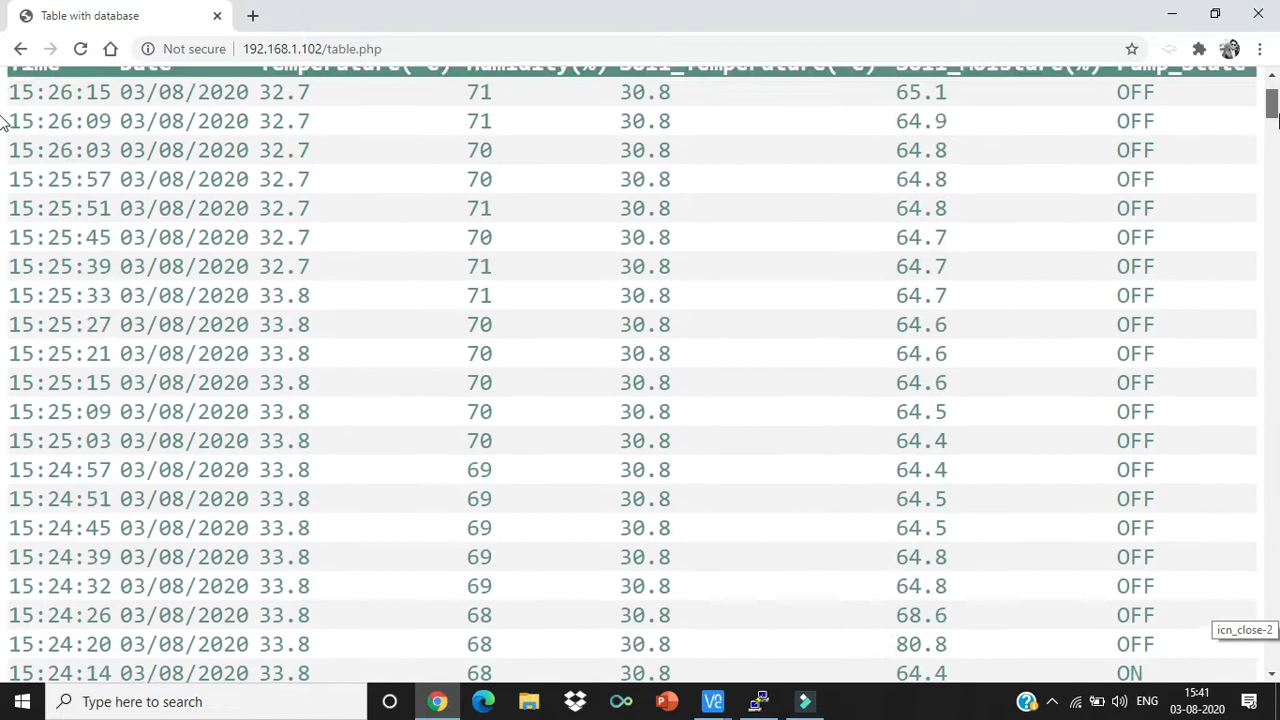 Table with database
Not secure 192.168.1.102/table.php
Time Date Temperature(°C) Humidity(%) Soil_Temperature(°C) Soil_Moisture(%) Pump_State
15:26:15 03/08/2020 32.7 71 30.8 65.1 OFF
15:26:09 03/08/2020 32.7 71 30.8 64.9 OFF
15:26:03 03/08/2020 32.7 70 30.8 64.8 OFF
15:25:57 03/08/2020 32.7 70 30.8 64.8 OFF
15:25:51 03/08/2020 32.7 71 30.8 64.8 OFF
15:25:45 03/08/2020 32.7 70 30.8 64.7 OFF
15:25:39 03/08/2020 32.7 71 30.8 64.7 OFF
15:25:33 03/08/2020 33.8 71 30.8 64.7 OFF
15:25:27 03/08/2020 33.8 70 30.8 64.6 OFF
15:25:21 03/08/2020 33.8 70 30.8 64.6 OFF
15:25:15 03/08/2020 33.8 70 30.8 64.6 OFF
15:25:09 03/08/2020 33.8 70 30.8 64.5 OFF
15:25:03 03/08/2020 33.8 70 30.8 64.4 OFF
15:24:57 03/08/2020 33.8 69 30.8 64.4 OFF
15:24:51 03/08/2020 33.8 69 30.8 64.5 OFF
15:24:45 03/08/2020 33.8 69 30.8 64.5 OFF
15:24:39 03/08/2020 33.8 69 30.8 64.8 OFF
15:24:32 03/08/2020 33.8 69 30.8 64.8 OFF
15:24:26 03/08/2020 33.8 68 30.8 68.6 OFF
icn_close-2
15:24:20 03/08/2020 33.8 68 30.8 80.8 OFF
15:24:14 03/08/2020 33.8 68 30.8 64.4 ON
Type here to search
ENG
15:41
03-08-2020